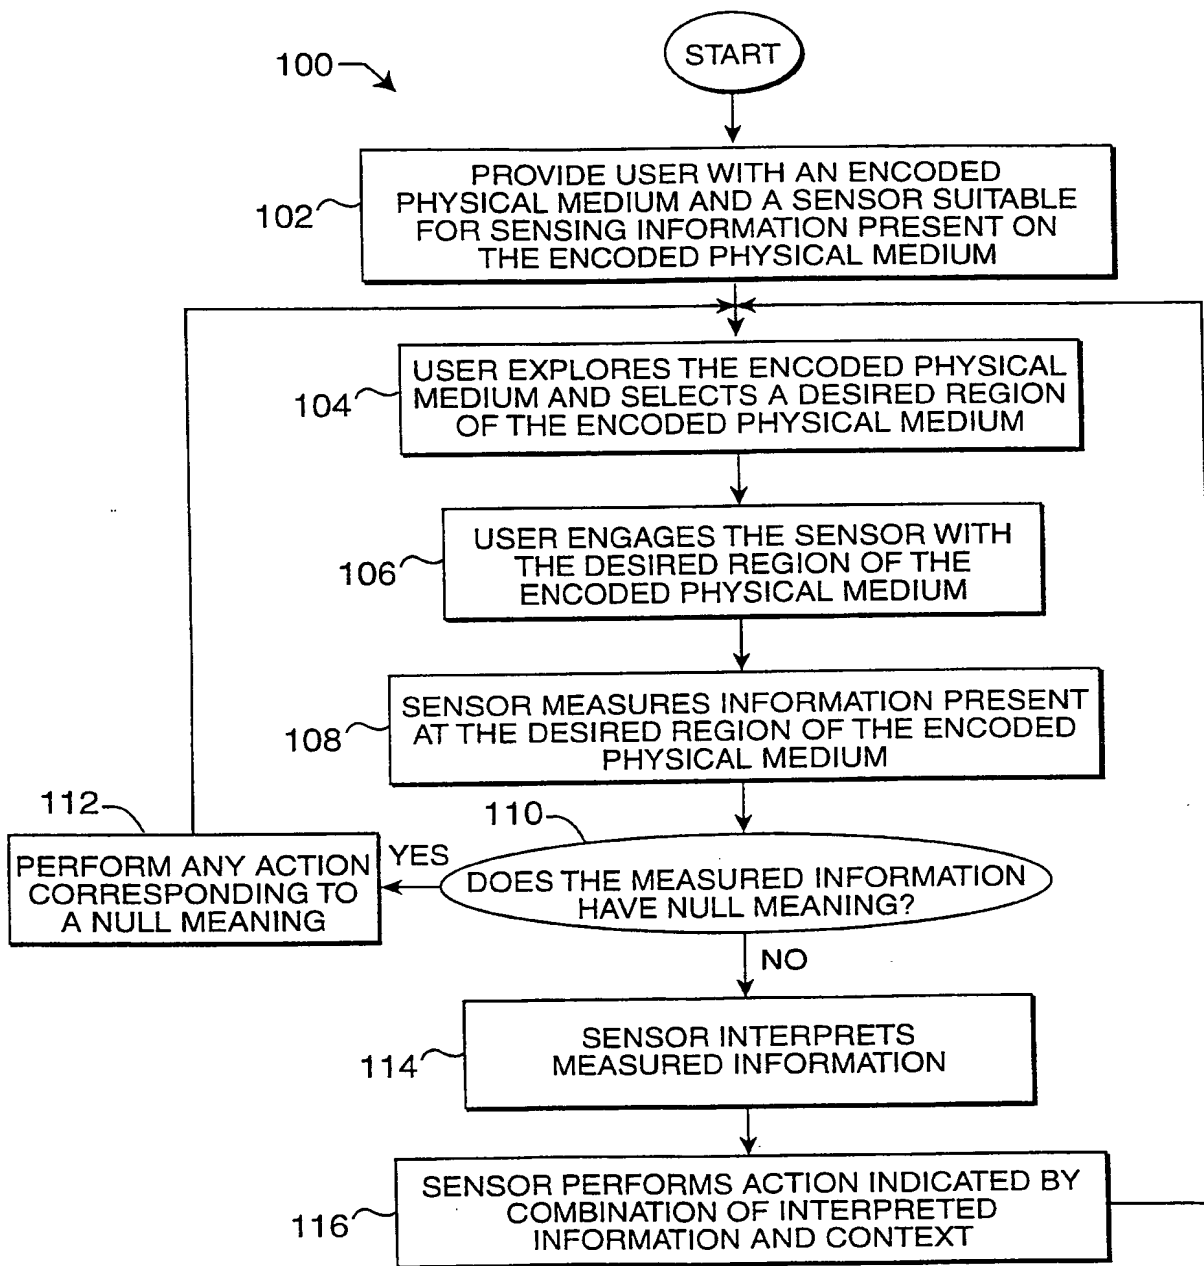 START
100
PROVIDE USER WITH AN ENCODED
PHYSICAL MEDIUM AND A SENSOR SUITABLE
FOR SENSING INFORMATION PRESENT ON
THE ENCODED PHYSICAL MEDIUM
102
USER EXPLORES THE ENCODED PHYSICAL
MEDIUM AND SELECTS A DESIRED REGION
OF THE ENCODED PHYSICAL MEDIUM
104
USER ENGAGES THE SENSOR WITH
THE DESIRED REGION OF THE
ENCODED PHYSICAL MEDIUM
106
SENSOR MEASURES INFORMATION PRESENT
AT THE DESIRED REGION OF THE ENCODED
PHYSICAL MEDIUM
108
110
DOES THE MEASURED INFORMATION
HAVE NULL MEANING?
YES
112
PERFORM ANY ACTION
CORRESPONDING TO
A NULL MEANING
NO
SENSOR INTERPRETS
MEASURED INFORMATION
114
SENSOR PERFORMS ACTION INDICATED BY
COMBINATION OF INTERPRETED
INFORMATION AND CONTEXT
116